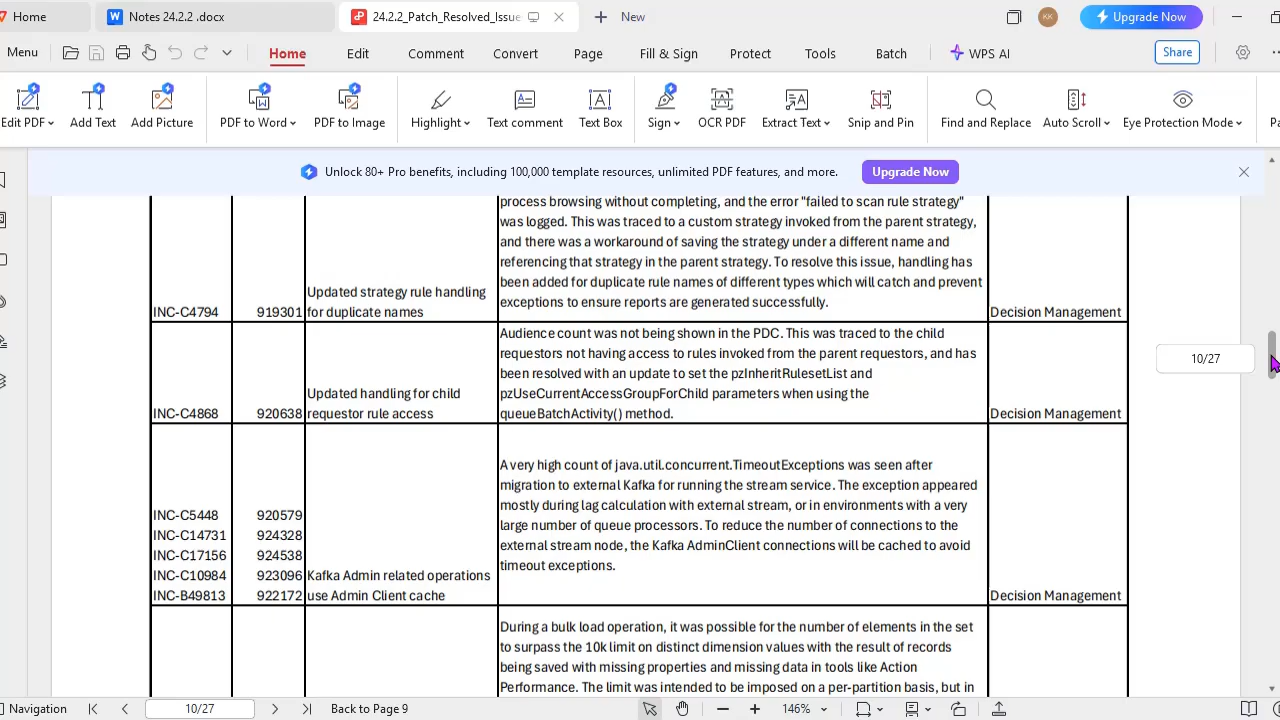 Home
Notes 24.2.2 .docx
24.2.2_Patch_Resolved_Issue
New
KK
Upgrade Now
Menu
Home
Edit
Comment
Convert
Page
Fill & Sign
Protect
Tools
Batch
WPS AI
Share
Edit PDF
Add Text
Add Picture
PDF to Word
PDF to Image
Highlight
Text comment
Text Box
Sign
OCR PDF
Extract Text
Snip and Pin
Find and Replace
Auto Scroll
Eye Protection Mode
Unlock 80+ Pro benefits, including 100,000 template resources, unlimited PDF features, and more.
Upgrade Now
INC-C4794
919301
Updated strategy rule handling
for duplicate names
process browsing without completing, and the error "failed to scan rule strategy"
was logged. This was traced to a custom strategy invoked from the parent strategy,
and there was a workaround of saving the strategy under a different name and
referencing that strategy in the parent strategy. To resolve this issue, handling has
been added for duplicate rule names of different types which will catch and prevent
exceptions to ensure reports are generated successfully.
Decision Management
INC-C4868
920638
Updated handling for child
requestor rule access
Audience count was not being shown in the PDC. This was traced to the child
requestors not having access to rules invoked from the parent requestors, and has
been resolved with an update to set the pzInheritRulesetList and
pzUseCurrentAccessGroupForChild parameters when using the
queueBatchActivity() method.
Decision Management
INC-C5448 920579
INC-C14731 924328
INC-C17156 924538
INC-C10984 923096
INC-B49813 922172
Kafka Admin related operations
use Admin Client cache
A very high count of java.util.concurrent.TimeoutExceptions was seen after
migration to external Kafka for running the stream service. The exception appeared
mostly during lag calculation with external stream, or in environments with a very
large number of queue processors. To reduce the number of connections to the
external stream node, the Kafka AdminClient connections will be cached to avoid
timeout exceptions.
Decision Management
During a bulk load operation, it was possible for the number of elements in the set
to surpass the 10k limit on distinct dimension values with the result of records
being saved with missing properties and missing data in tools like Action
Performance. The limit was intended to be imposed on a per-partition basis, but in
10/27
Navigation
10/27
Back to Page 9
146%